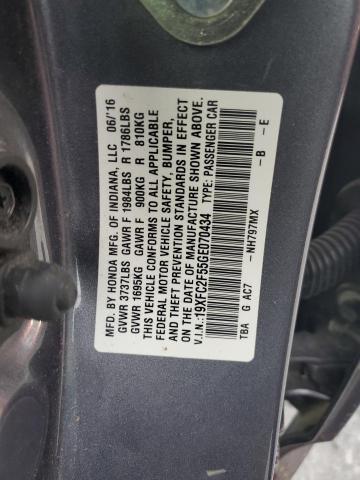 MFD. BY HONDA MFG. OF INDIANA, LLC 06/'16
GVWR 3737LBS GAWR F 1984LBS R 1786LBS
GVWR 1695KG GAWR F 900KG R 810KG
THIS VEHICLE CONFORMS TO ALL APPLICABLE
FEDERAL MOTOR VEHICLE SAFETY, BUMPER,
AND THEFT PREVENTION STANDARDS IN EFFECT
ON THE DATE OF MANUFACTURE SHOWN ABOVE.
V.I.N.:19XFC2F55GE070434 TYPE: PASSENGER CAR
TBA G AC7 - NH797MX - B - E